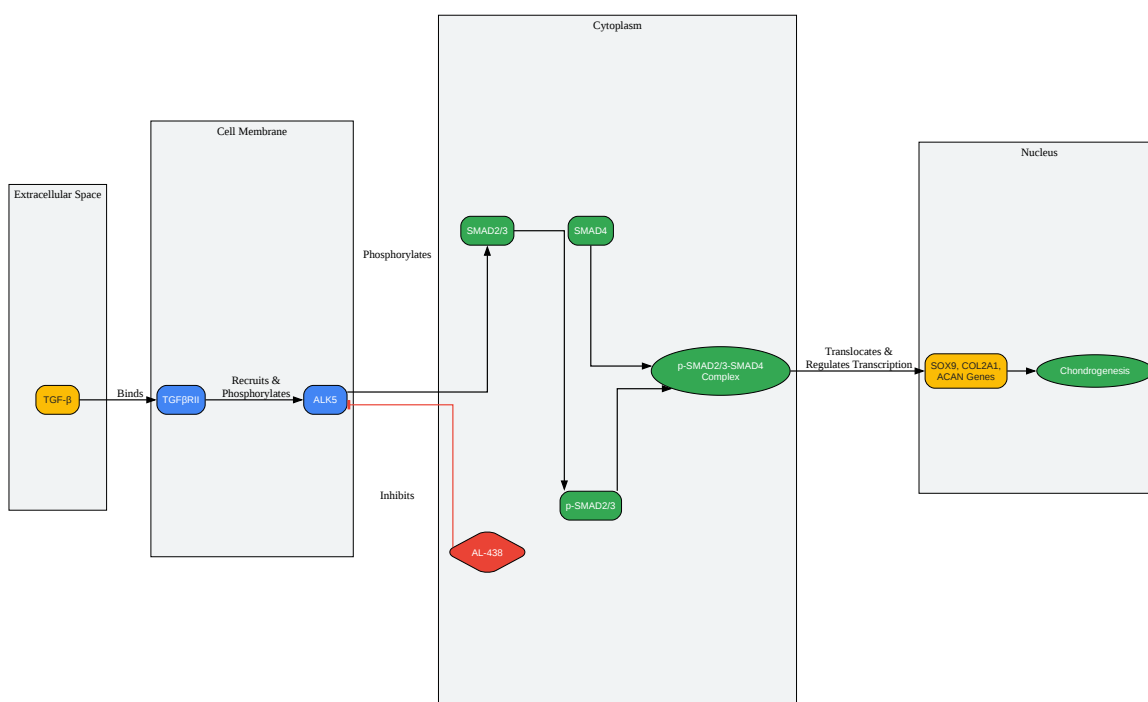 Cytoplasm
Cell Membrane
Nucleus
Extracellular Space
SMAD2/3
SMAD4
Phosphorylates
Translocates &
Regulates Transcription
p-SMAD2/3-SMAD4
Complex
SOX9, COL2A1,
ACAN Genes
Chondrogenesis
TGF-β
Binds
TGFβRII
Recruits &
Phosphorylates
ALK5
Inhibits
p-SMAD2/3
AL-438